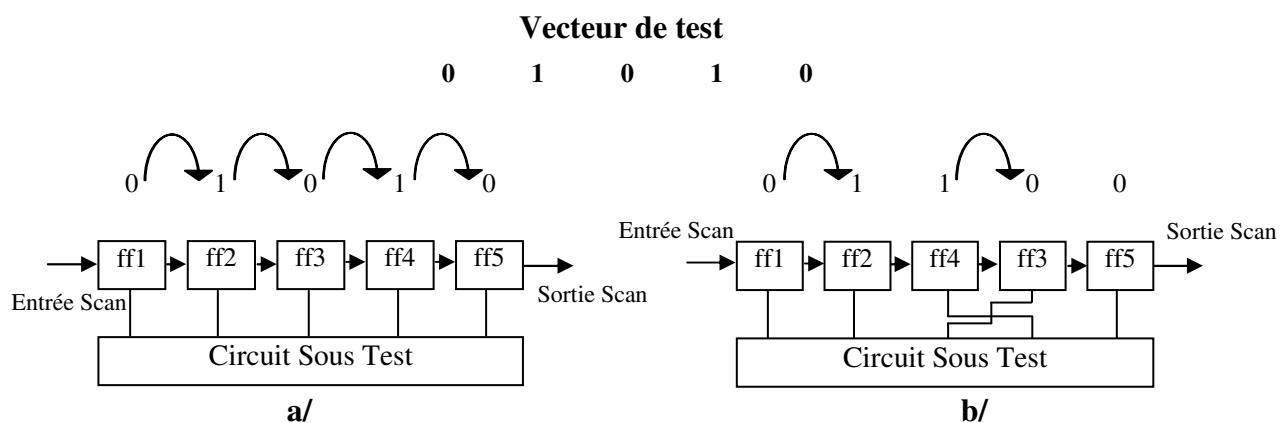 Vecteur de test
0 1 0 1 0
0 1 0 1 0
ff1 ff2 ff3 ff4 ff5
Entrée Scan
Sortie Scan
Circuit Sous Test
a/
0 1 1 0 0
Entrée Scan
Sortie Scan
ff1 ff2 ff4 ff3 ff5
Circuit Sous Test
b/